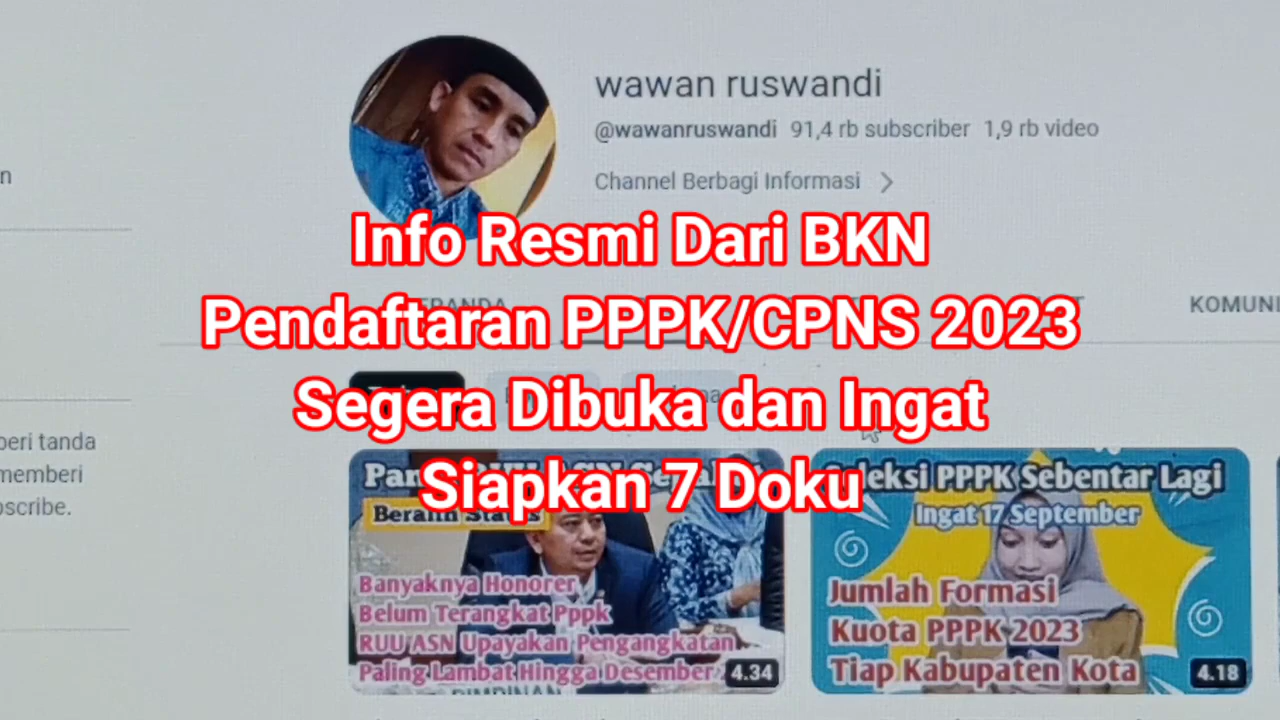 wawan ruswandi
@wawanruswandi 91,4 rb subscriber 1,9 rb video
Channel Berbagi Informasi
n
Info Resmi Dari BKN
Pendaftaran PPPK/CPNS 2023
Segera Dibuka dan Ingat
Siapkan 7 Doku
KOMUNI
beri tanda
memberi
bscribe.
Banyaknya Honorer
Belum Terangkat Pppk
RUU ASN Upayakan Pengangkatan
Paling Lambat Hingga Desember
4.34
Seleksi PPPK Sebentar Lagi
Ingat 17 September
Jumlah Formasi
Kuota PPPK 2023
Tiap Kabupaten Kota
4.18